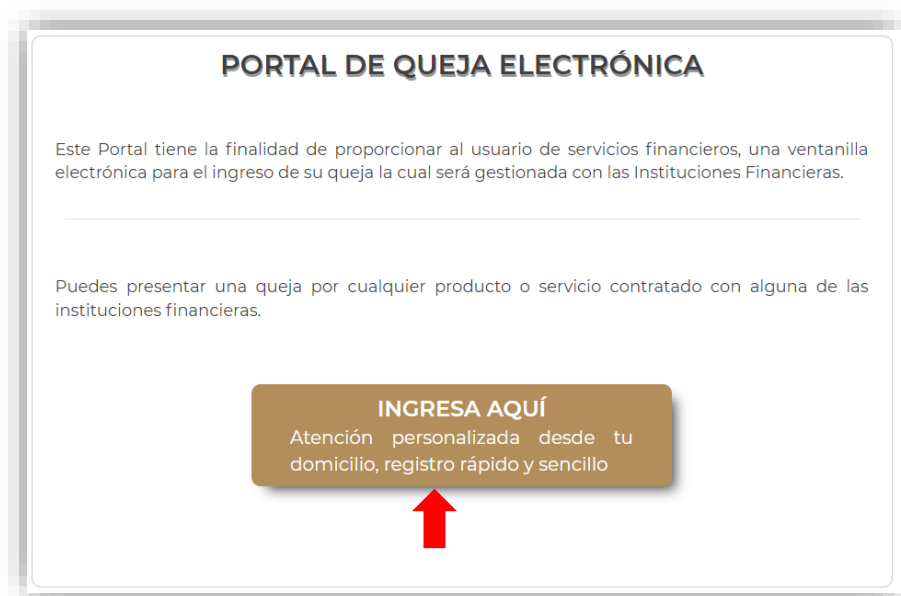 PORTAL DE QUEJA ELECTRÓNICA
Este Portal tiene la finalidad de proporcionar al usuario de servicios financieros, una ventanilla
electrónica para el ingreso de su queja la cual será gestionada con las Instituciones Financieras.
Puedes presentar una queja por cualquier producto o servicio contratado con alguna de las
instituciones financieras.
INGRESA AQUÍ
Atención personalizada desde tu
domicilio, registro rápido y sencillo